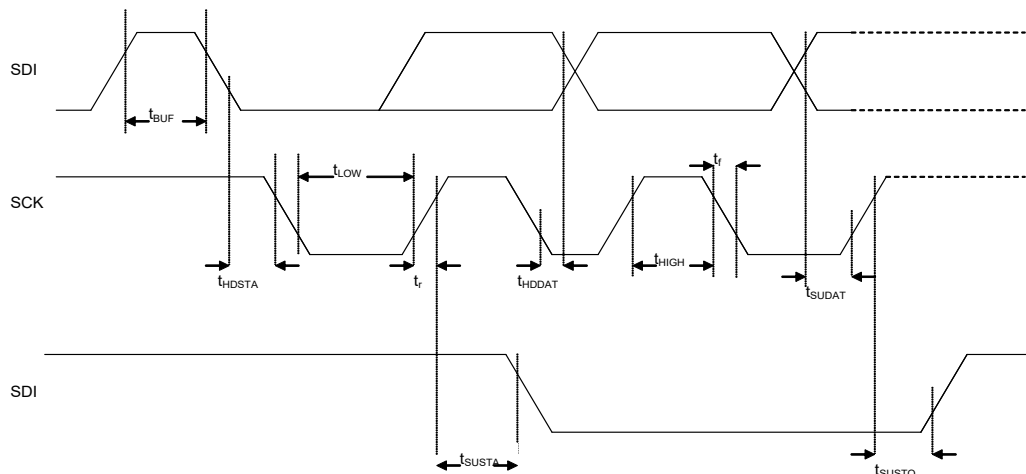 SDI
tBUF
tLOW
tf
SCK
tHDSTA
tr
tHDDAT
tHIGH
tSUDAT
SDI
tSUSTA
tSUSTO